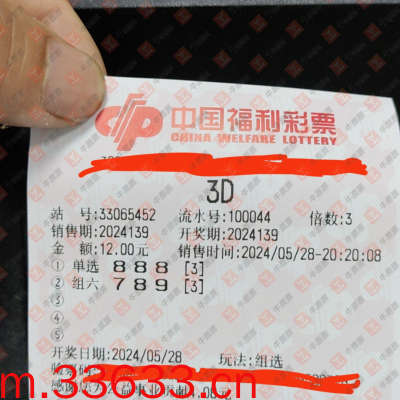 中国福利彩票
CHINA WELFARE LOTTERY
3D
站 号:33065452 流水号:100044 倍数:3
销售期:2024139 开奖期:2024139
金 额:12.00元 销售时间:2024/05/28-20:20:08
① 单选 888 [3]
② 组六 789 [3]
③
④
⑤
开奖日期:2024/05/28 玩法:组选
m.33633.cn